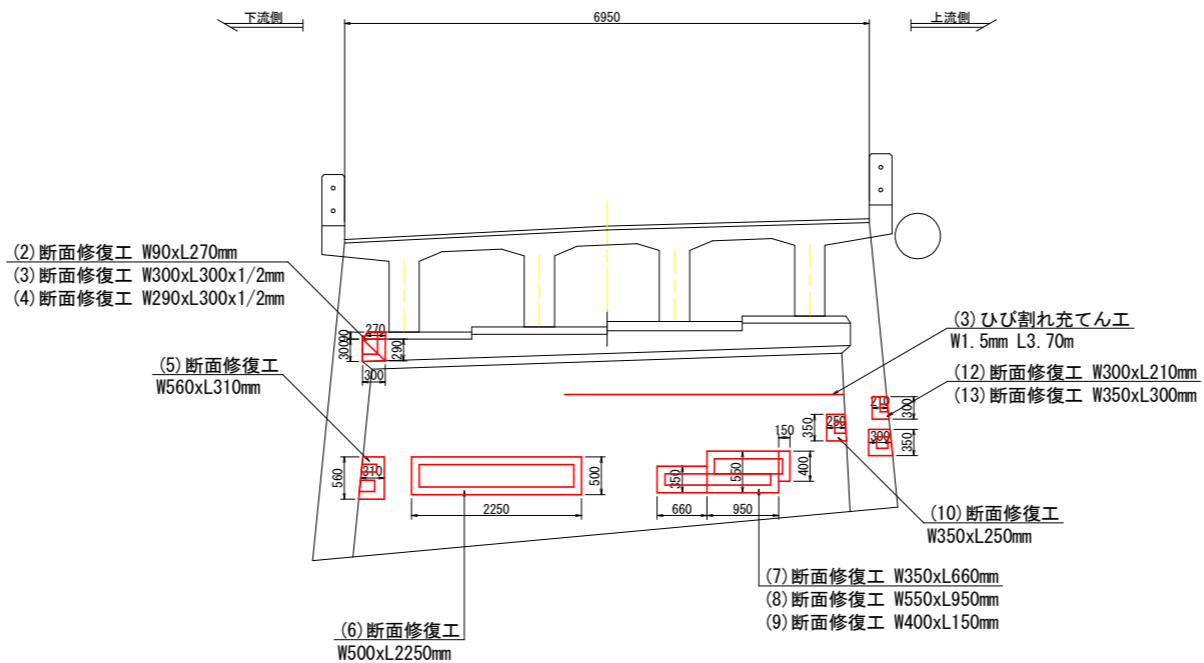 下流側
6950
上流側
(2)断面修復工 W90xL270mm
(3)断面修復工 W300xL300x1/2mm
(4)断面修復工 W290xL300x1/2mm
270
90
300
290
300
(5)断面修復工
W560xL310mm
(3)ひび割れ充てん工
W1.5mm L3.70m
(12)断面修復工 W300xL210mm
(13)断面修復工 W350xL300mm
210
300
250
350
300
350
150
310
560
500
350
550
400
2250
660
950
(10)断面修復工
W350xL250mm
(7)断面修復工 W350xL660mm
(8)断面修復工 W550xL950mm
(9)断面修復工 W400xL150mm
(6)断面修復工
W500xL2250mm